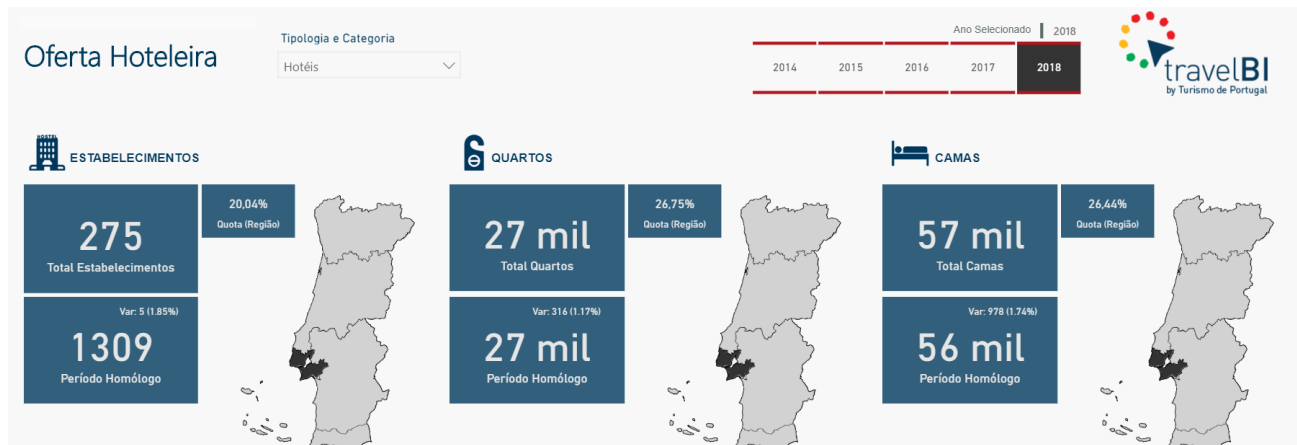 Oferta Hoteleira
Tipologia e Categoria
Hotéis
Ano Selecionado 2018
2014 2015 2016 2017 2018
travelBI
by Turismo de Portugal
HOSTEL
ESTABELECIMENTOS
275
Total Estabelecimentos
20,04%
Quota (Região)
Var: 5 (1.85%)
1309
Período Homólogo
QUARTOS
27 mil
Total Quartos
26,75%
Quota (Região)
Var: 316 (1.17%)
27 mil
Período Homólogo
CAMAS
57 mil
Total Camas
26,44%
Quota (Região)
Var: 978 (1.74%)
56 mil
Período Homólogo